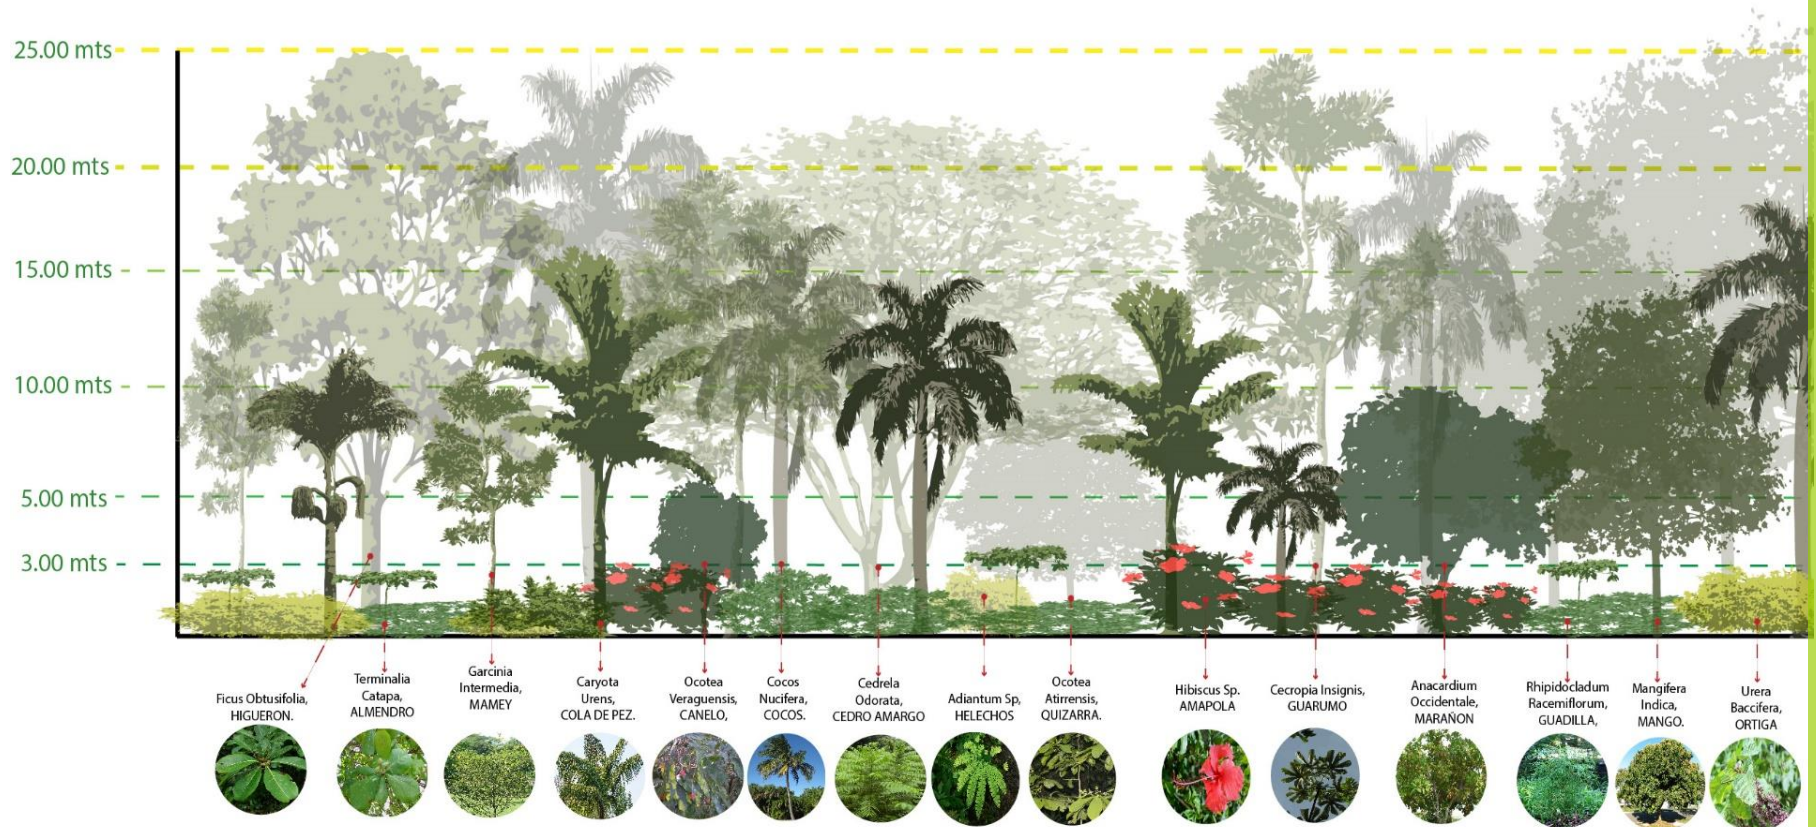 25.00 mts
20.00 mts
15.00 mts
10.00 mts
5.00 mts
3.00 mts
Ficus Obtusifolia,
HIGUERON.
Terminalia
Catapa,
ALMENDRO
Garcinia
Intermedia,
MAMEY
Caryota
Urens,
COLA DE PEZ.
Ocotea
Veraguensis,
CANELO,
Cocos
Nucifera,
COCOS.
Cedrela
Odorata,
CEDRO AMARGO
Adiantum Sp,
HELECHOS
Ocotea
Atirrensis,
QUIZARRA.
Hibiscus Sp.
AMAPOLA
Cecropia Insignis,
GUARUMO
Anacardium
Occidentale,
MARAÑON
Rhipidocladum
Racemiflorum,
GUADILLA,
Mangifera
Indica,
MANGO.
Urera
Baccifera,
ORTIGA